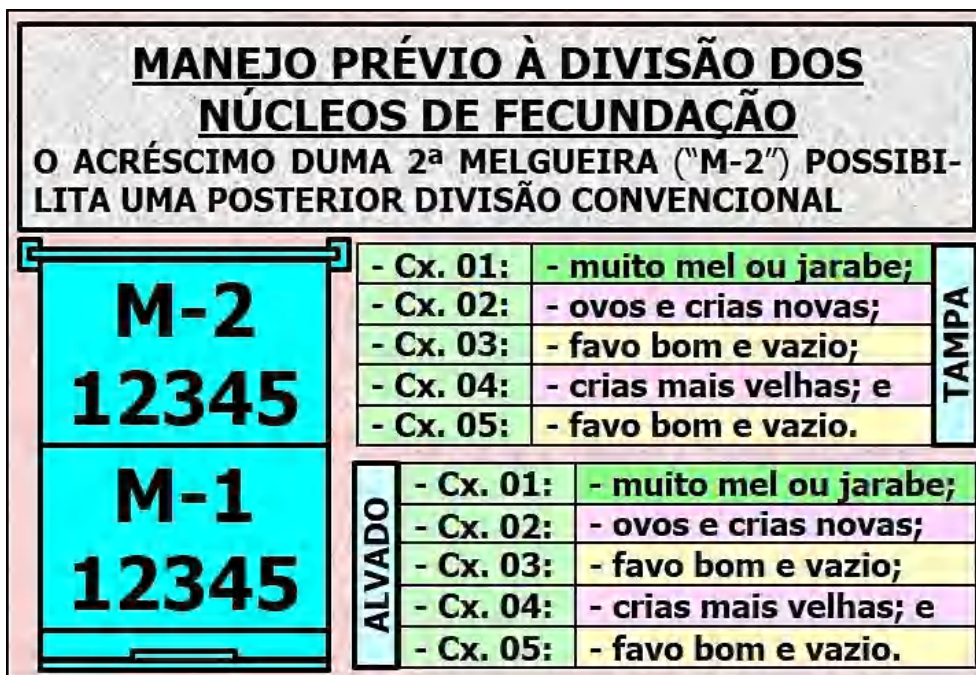 MANEJO PRÉVIO À DIVISÃO DOS
NÚCLEOS DE FECUNDAÇÃO
O ACRÉSCIMO DUMA 2ª MELGUEIRA ("M-2") POSSIBI-
LITA UMA POSTERIOR DIVISÃO CONVENCIONAL
M-2
12345
- Cx. 01: - muito mel ou jarabe;
- Cx. 02: - ovos e crias novas;
- Cx. 03: - favo bom e vazio;
- Cx. 04: - crias mais velhas; e
- Cx. 05: - favo bom e vazio.
TAMPA
M-1
12345
ALVADO
- Cx. 01: - muito mel ou jarabe;
- Cx. 02: - ovos e crias novas;
- Cx. 03: - favo bom e vazio;
- Cx. 04: - crias mais velhas; e
- Cx. 05: - favo bom e vazio.